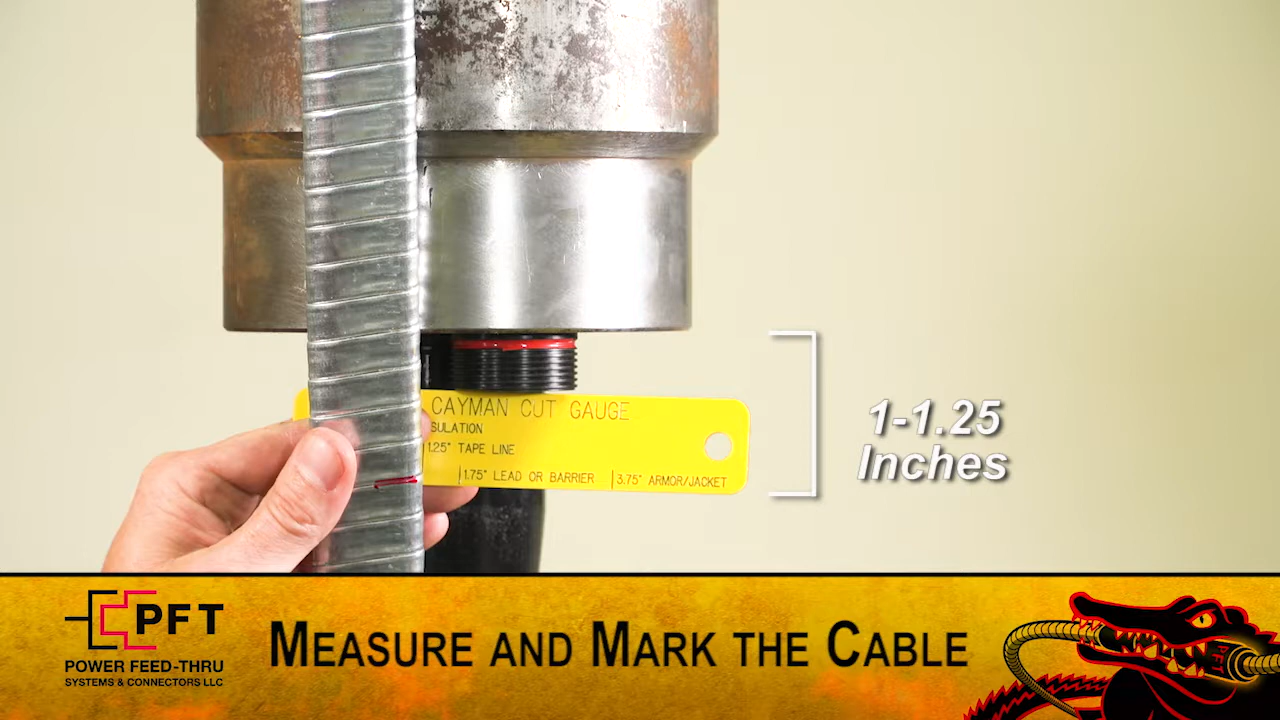 CAYMAN CUT GAUGE
SULATION
1.25" TAPE LINE
1.75" LEAD OR BARRIER
3.75" ARMOR/JACKET
1-1.25
Inches
PFT
POWER FEED-THRU
SYSTEMS & CONNECTORS LLC
MEASURE AND MARK THE CABLE
PFT